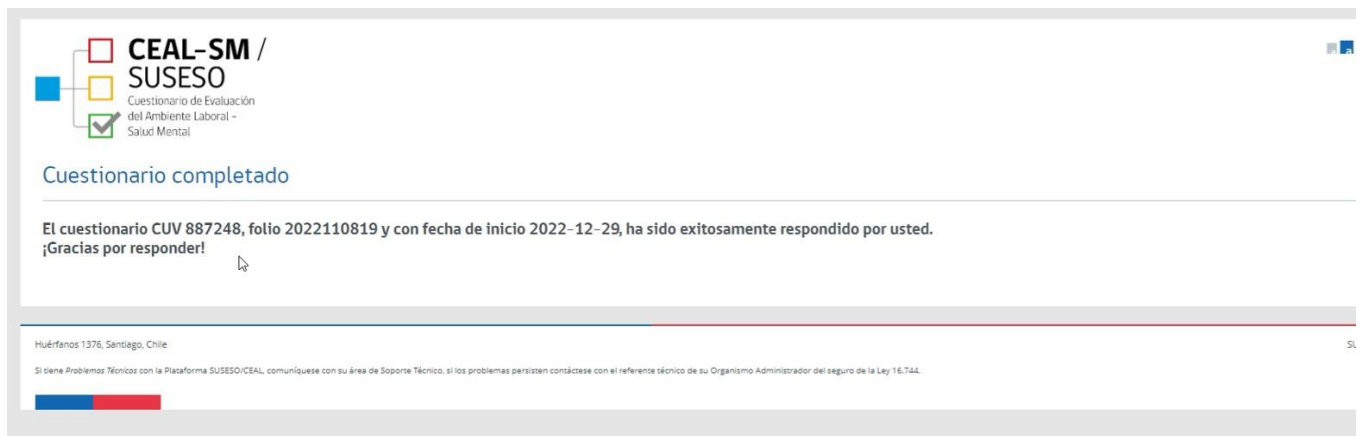 CEAL-SM /
SUSESO
Cuestionario de Evaluación
del Ambiente Laboral -
Salud Mental
a
Cuestionario completado
El cuestionario CUV 887248, folio 2022110819 y con fecha de inicio 2022-12-29, ha sido exitosamente respondido por usted.
¡Gracias por responder!
Huérfanos 1376, Santiago, Chile
SU
Si tiene Problemas Técnicos con la Plataforma SUSESO/CEAL, comuníquese con su área de Soporte Técnico, si los problemas persisten contáctese con el referente técnico de su Organismo Administrador del seguro de la Ley 16.744.